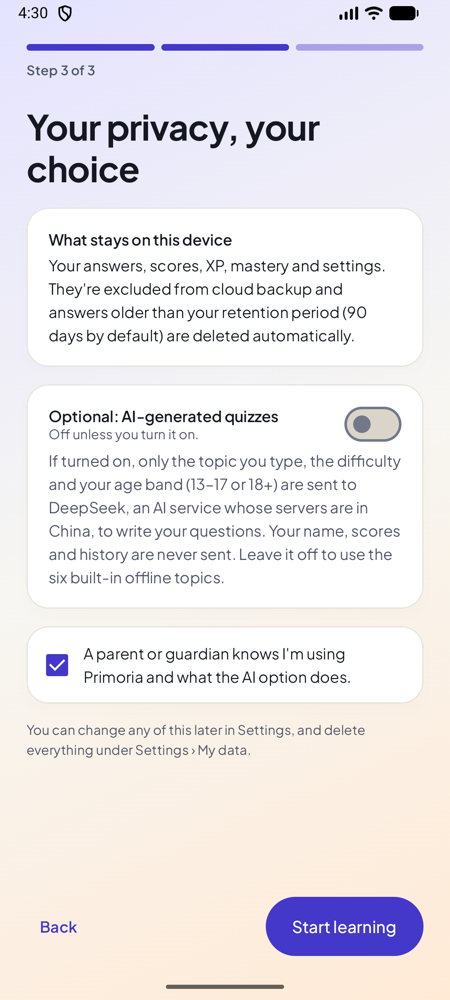 4:30
Step 3 of 3
Your privacy, your
choice
What stays on this device
Your answers, scores, XP, mastery and settings.
They're excluded from cloud backup and
answers older than your retention period (90
days by default) are deleted automatically.
Optional: AI-generated quizzes
Off unless you turn it on.
If turned on, only the topic you type, the difficulty
and your age band (13–17 or 18+) are sent to
DeepSeek, an AI service whose servers are in
China, to write your questions. Your name, scores
and history are never sent. Leave it off to use the
six built-in offline topics.
A parent or guardian knows I'm using
Primoria and what the AI option does.
You can change any of this later in Settings, and delete
everything under Settings › My data.
Back
Start learning